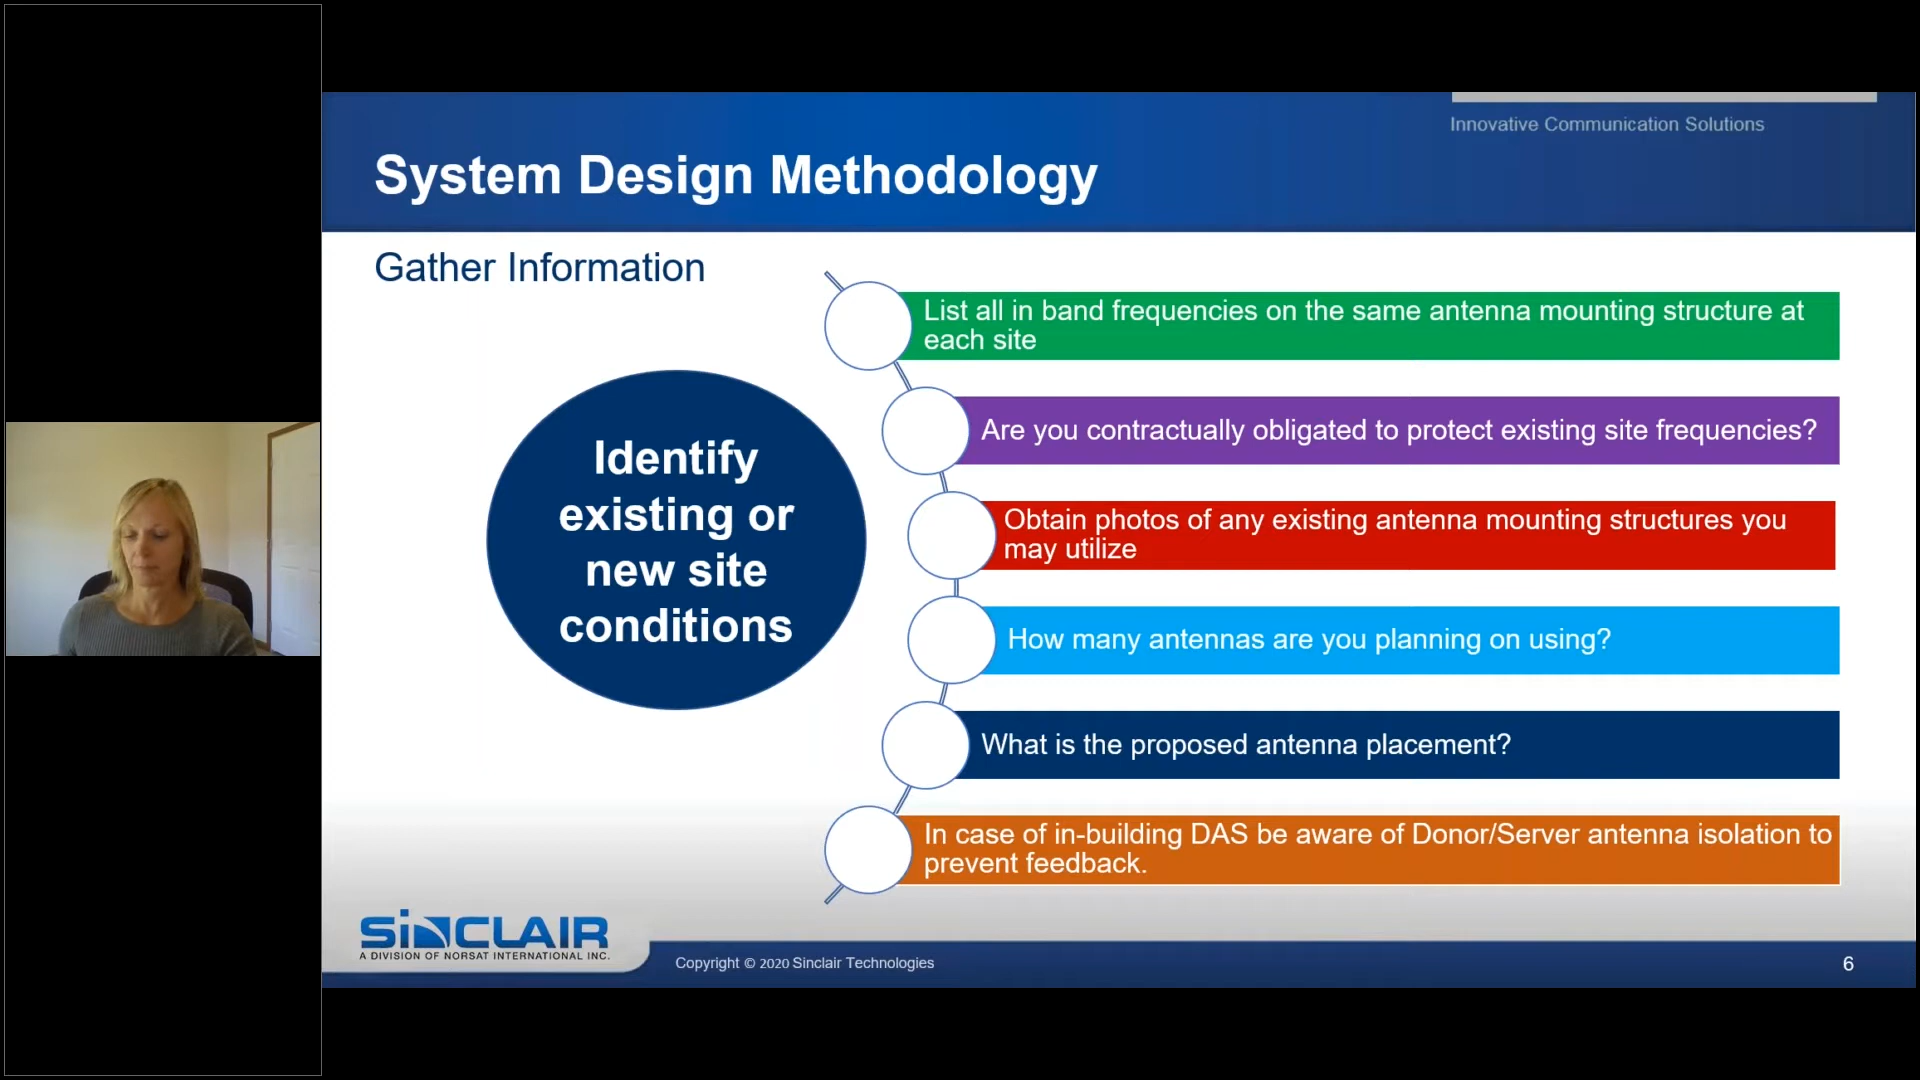 Innovative Communication Solutions
System Design Methodology
Gather Information
Identify
existing or
new site
conditions
List all in band frequencies on the same antenna mounting structure at
each site
Are you contractually obligated to protect existing site frequencies?
Obtain photos of any existing antenna mounting structures you
may utilize
How many antennas are you planning on using?
What is the proposed antenna placement?
In case of in-building DAS be aware of Donor/Server antenna isolation to
prevent feedback.
SINCLAIR
A DIVISION OF NORSAT INTERNATIONAL INC.
Copyright © 2020 Sinclair Technologies
6